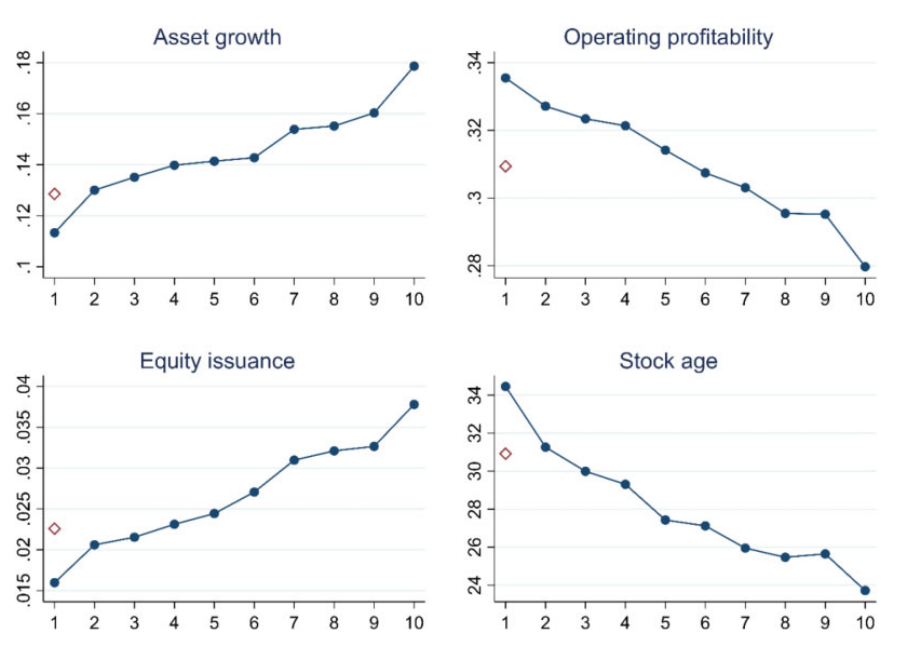 Asset growth
.18
.16
.14
.12
.1
1 2 3 4 5 6 7 8 9 10
Operating profitability
.34
.32
.3
.28
1 2 3 4 5 6 7 8 9 10
Equity issuance
.04
.035
.03
.025
.02
.015
1 2 3 4 5 6 7 8 9 10
Stock age
34
32
30
28
26
24
1 2 3 4 5 6 7 8 9 10